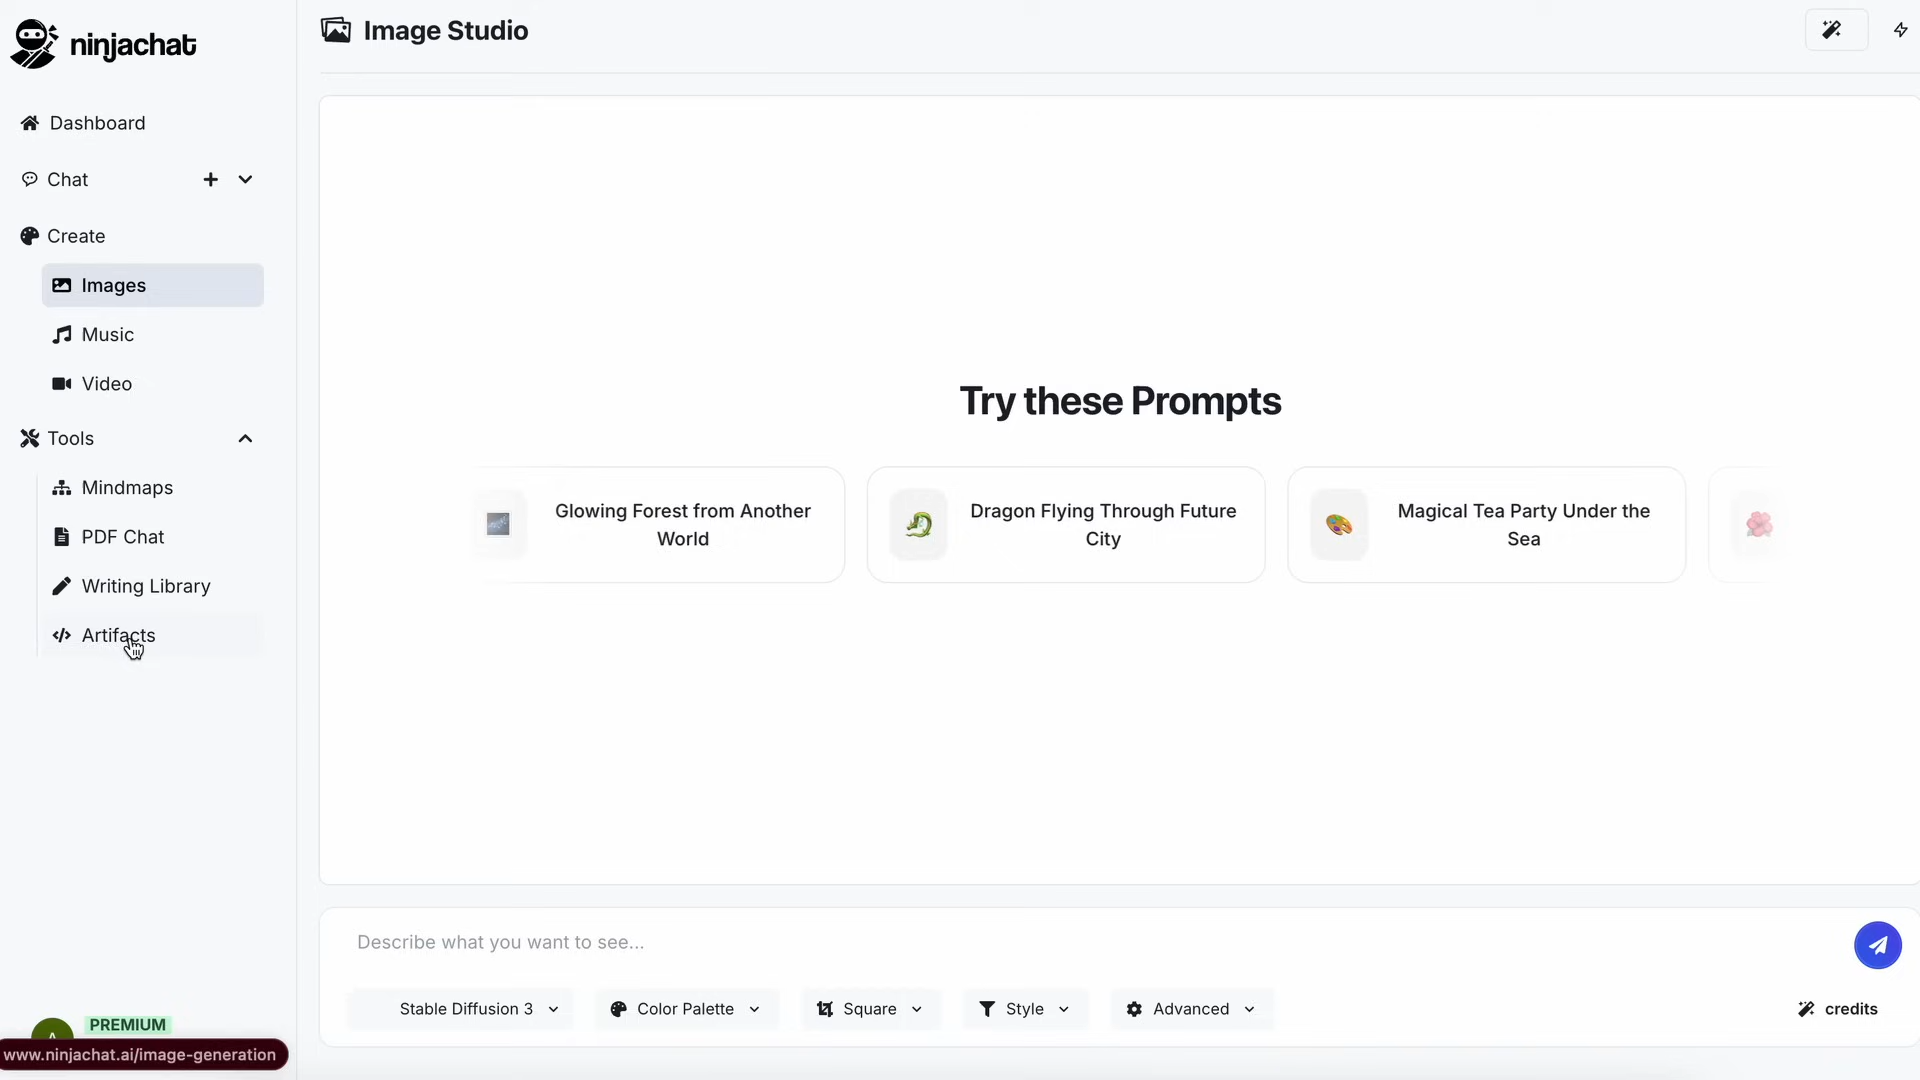 ninjachat
Image Studio
Dashboard
Chat
Create
Images
Music
Video
Tools
Mindmaps
PDF Chat
Writing Library
Artifacts
Try these Prompts
Glowing Forest from Another
World
Dragon Flying Through Future
City
Magical Tea Party Under the
Sea
Describe what you want to see...
Stable Diffusion 3
Color Palette
Square
Style
Advanced
credits
PREMIUM
www.ninjachat.ai/image-generation